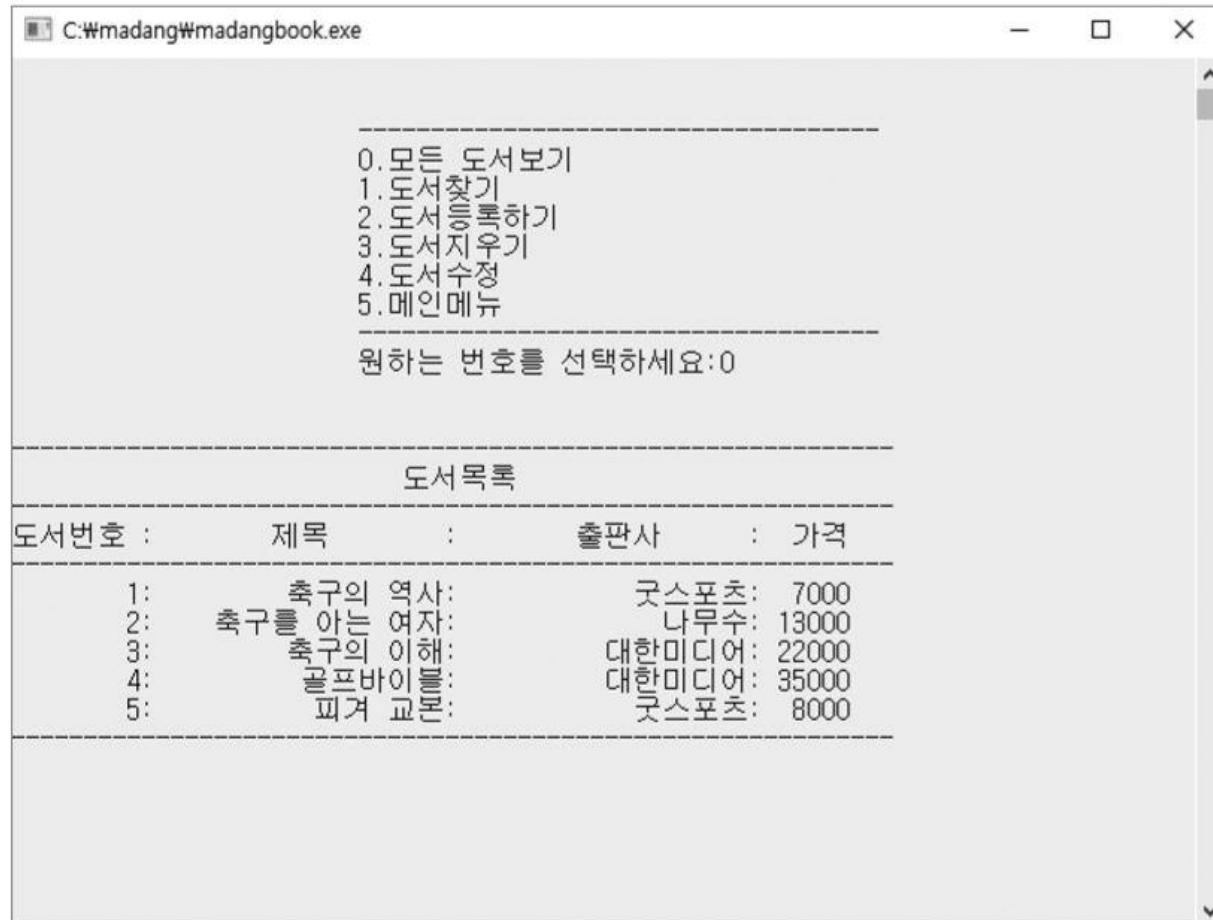 C:₩madang₩madangbook.exe
------------------------------------
0.모든 도서보기
1.도서찾기
2.도서등록하기
3.도서지우기
4.도서수정
5.메인메뉴
------------------------------------
원하는 번호를 선택하세요:0
-------------------------------------------------------------
도서목록
-------------------------------------------------------------
도서번호 : 제목 : 출판사 : 가격
-------------------------------------------------------------
1: 축구의 역사: 굿스포츠: 7000
2: 축구를 아는 여자: 나무수: 13000
3: 축구의 이해: 대한미디어: 22000
4: 골프바이블: 대한미디어: 35000
5: 피겨 교본: 굿스포츠: 8000
-------------------------------------------------------------